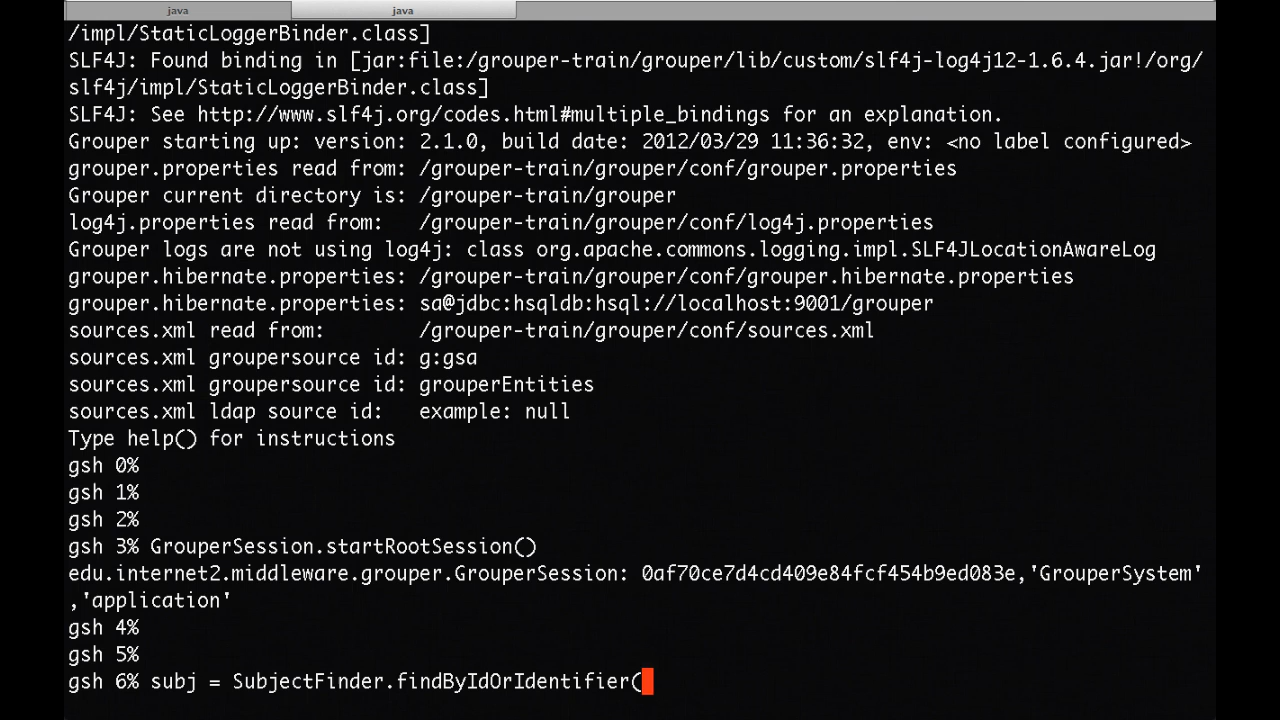 java java
/impl/StaticLoggerBinder.class]
SLF4J: Found binding in [jar:file:/grouper-train/grouper/lib/custom/slf4j-log4j12-1.6.4.jar!/org/
slf4j/impl/StaticLoggerBinder.class]
SLF4J: See http://www.slf4j.org/codes.html#multiple_bindings for an explanation.
Grouper starting up: version: 2.1.0, build date: 2012/03/29 11:36:32, env: <no label configured>
grouper.properties read from: /grouper-train/grouper/conf/grouper.properties
Grouper current directory is: /grouper-train/grouper
log4j.properties read from:   /grouper-train/grouper/conf/log4j.properties
Grouper logs are not using log4j: class org.apache.commons.logging.impl.SLF4JLocationAwareLog
grouper.hibernate.properties: /grouper-train/grouper/conf/grouper.hibernate.properties
grouper.hibernate.properties: sa@jdbc:hsqldb:hsql://localhost:9001/grouper
sources.xml read from:        /grouper-train/grouper/conf/sources.xml
sources.xml groupersource id: g:gsa
sources.xml groupersource id: grouperEntities
sources.xml ldap source id:   example: null
Type help() for instructions
gsh 0%
gsh 1%
gsh 2%
gsh 3% GrouperSession.startRootSession()
edu.internet2.middleware.grouper.GrouperSession: 0af70ce7d4cd409e84fcf454b9ed083e,'GrouperSystem'
,'application'
gsh 4%
gsh 5%
gsh 6% subj = SubjectFinder.findByIdOrIdentifier(